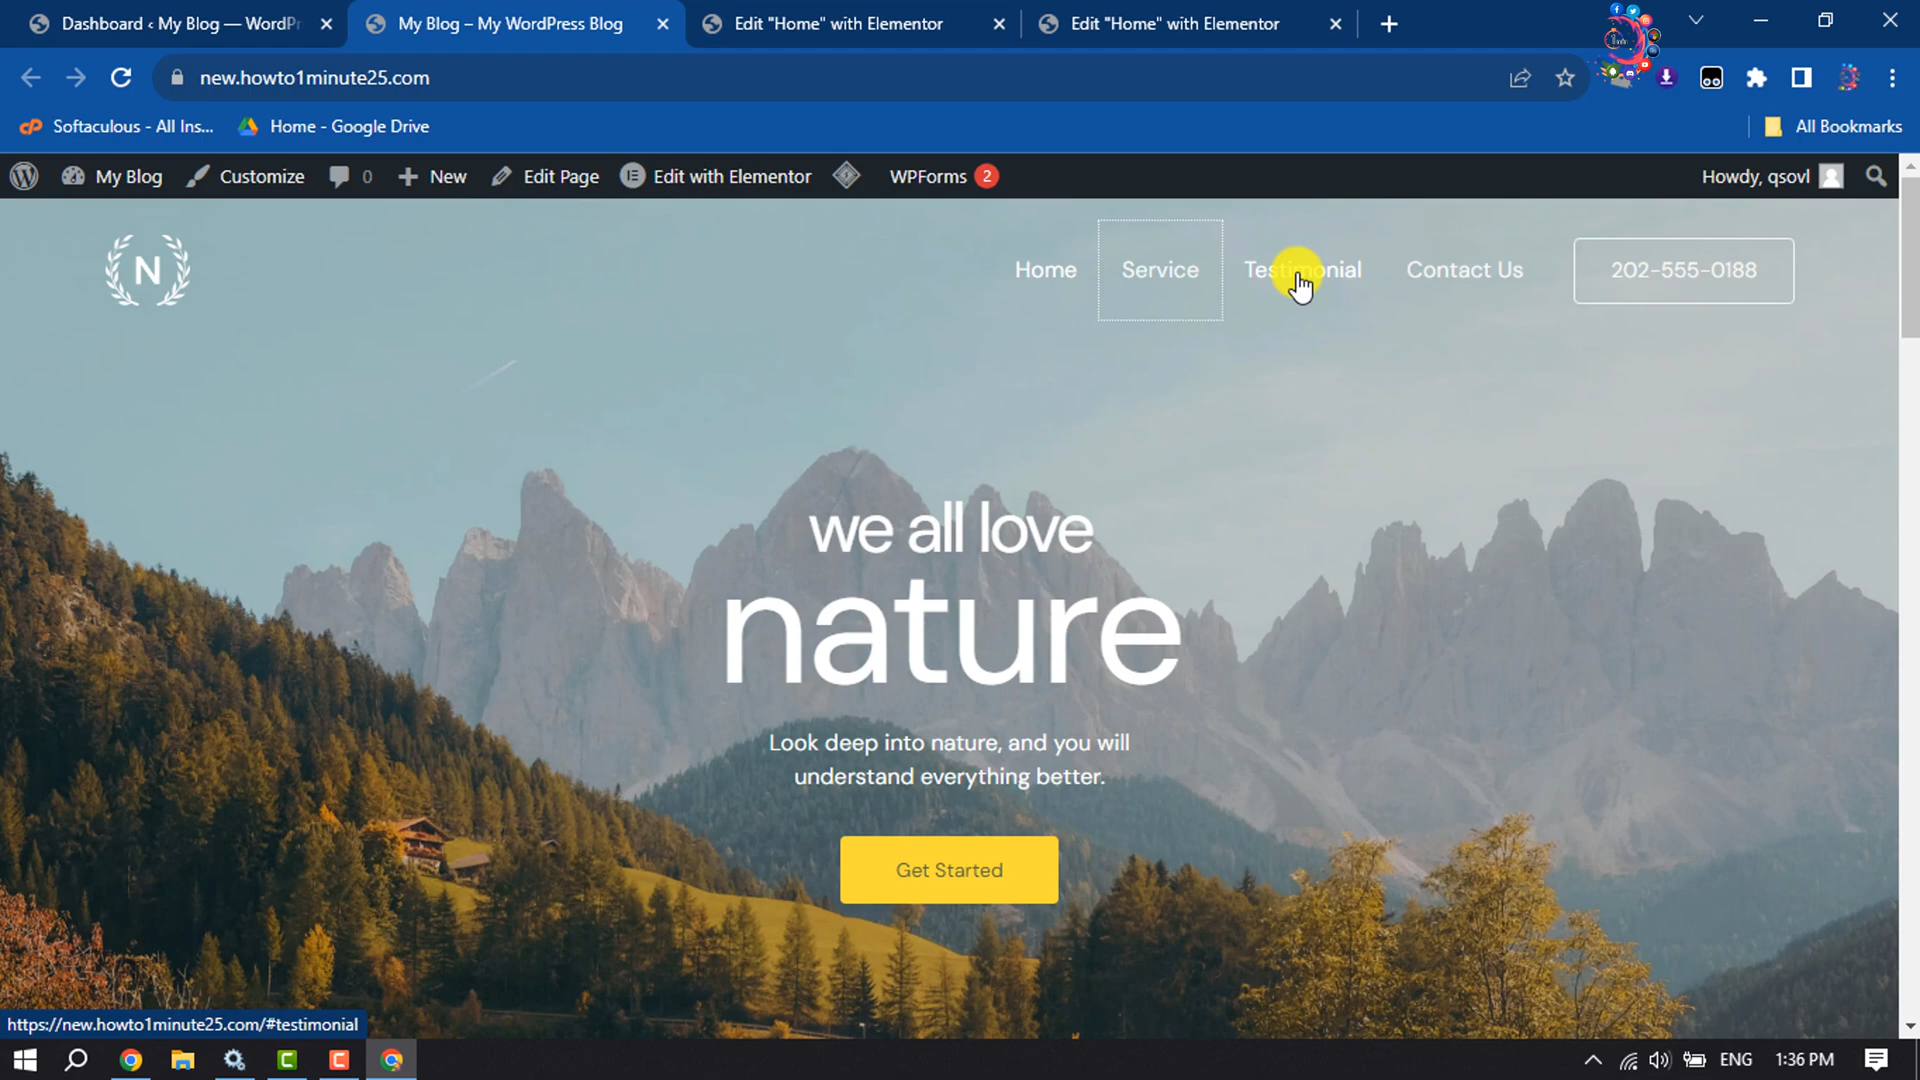 Dashboard ‹ My Blog — WordPr
My Blog – My WordPress Blog
Edit "Home" with Elementor
Edit "Home" with Elementor
new.howto1minute25.com
Softaculous - All Ins...
Home - Google Drive
All Bookmarks
My Blog
Customize
0
New
Edit Page
Edit with Elementor
WPForms 2
Howdy, qsovl
N
Home
Service
Testimonial
Contact Us
202-555-0188
we all love
nature
Look deep into nature, and you will
understand everything better.
Get Started
https://new.howto1minute25.com/#testimonial
ENG
1:36 PM